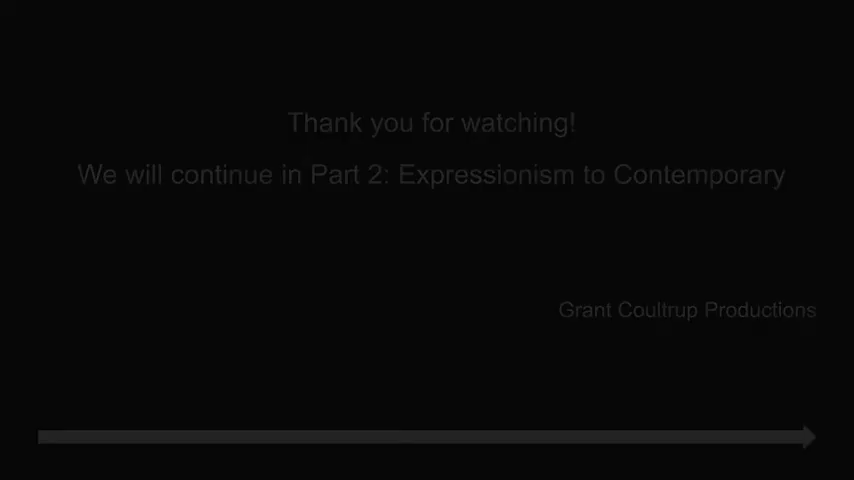 Thank you for watching!
We will continue in Part 2: Expressionism to Contemporary
Grant Coultrup Productions